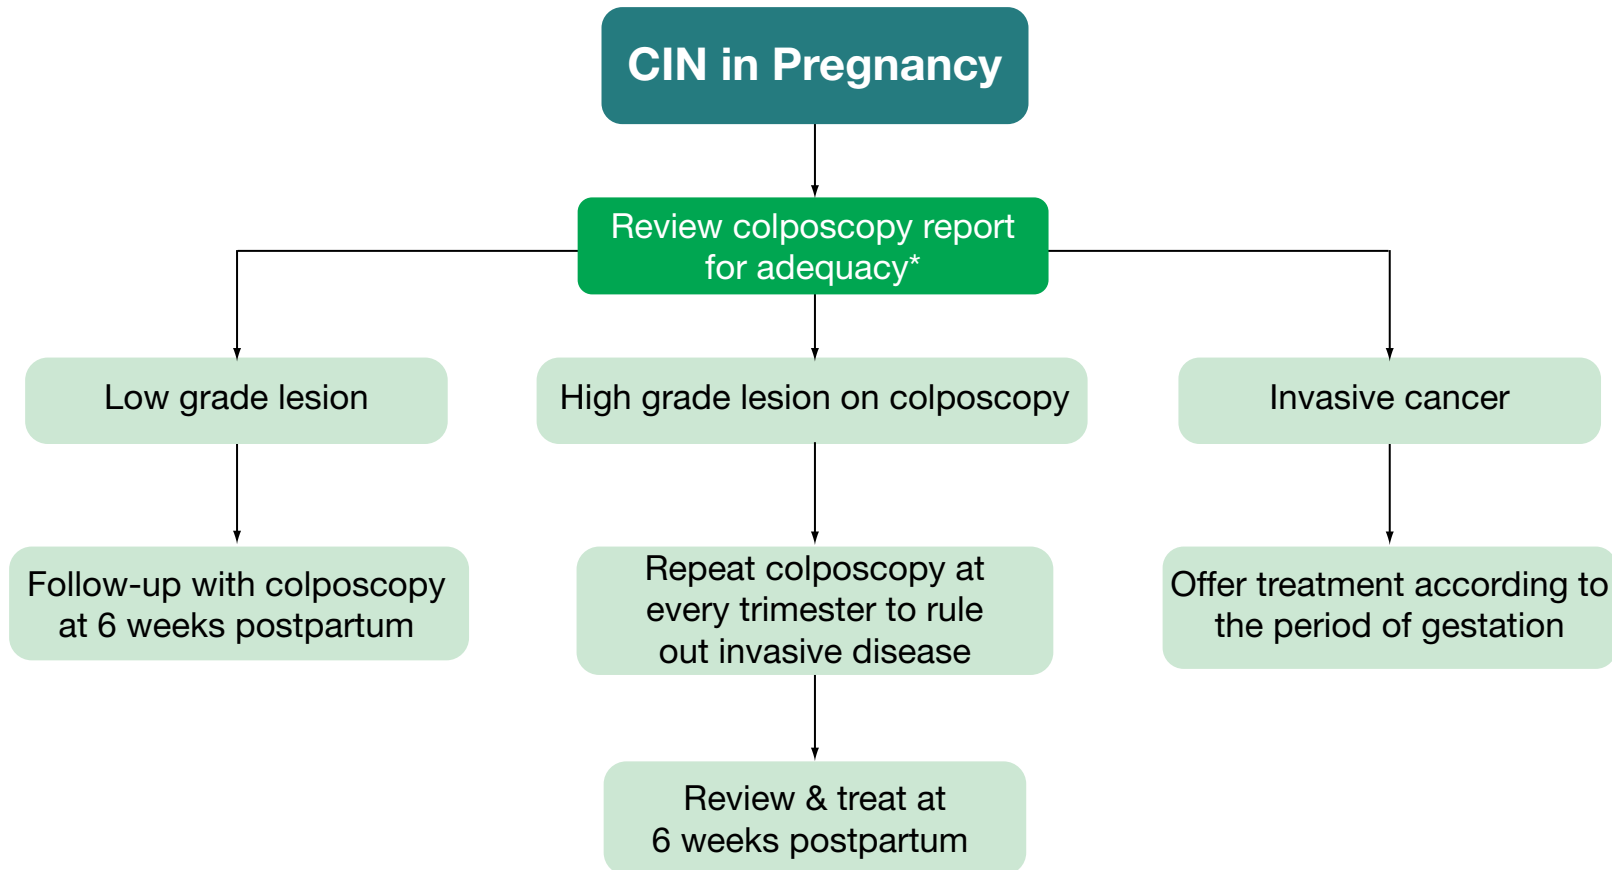 CIN in Pregnancy
Review colposcopy report
for adequacy*
Low grade lesion
High grade lesion on colposcopy
Invasive cancer
Follow-up with colposcopy
at 6 weeks postpartum
Repeat colposcopy at
every trimester to rule
out invasive disease
Offer treatment according to
the period of gestation
Review & treat at
6 weeks postpartum